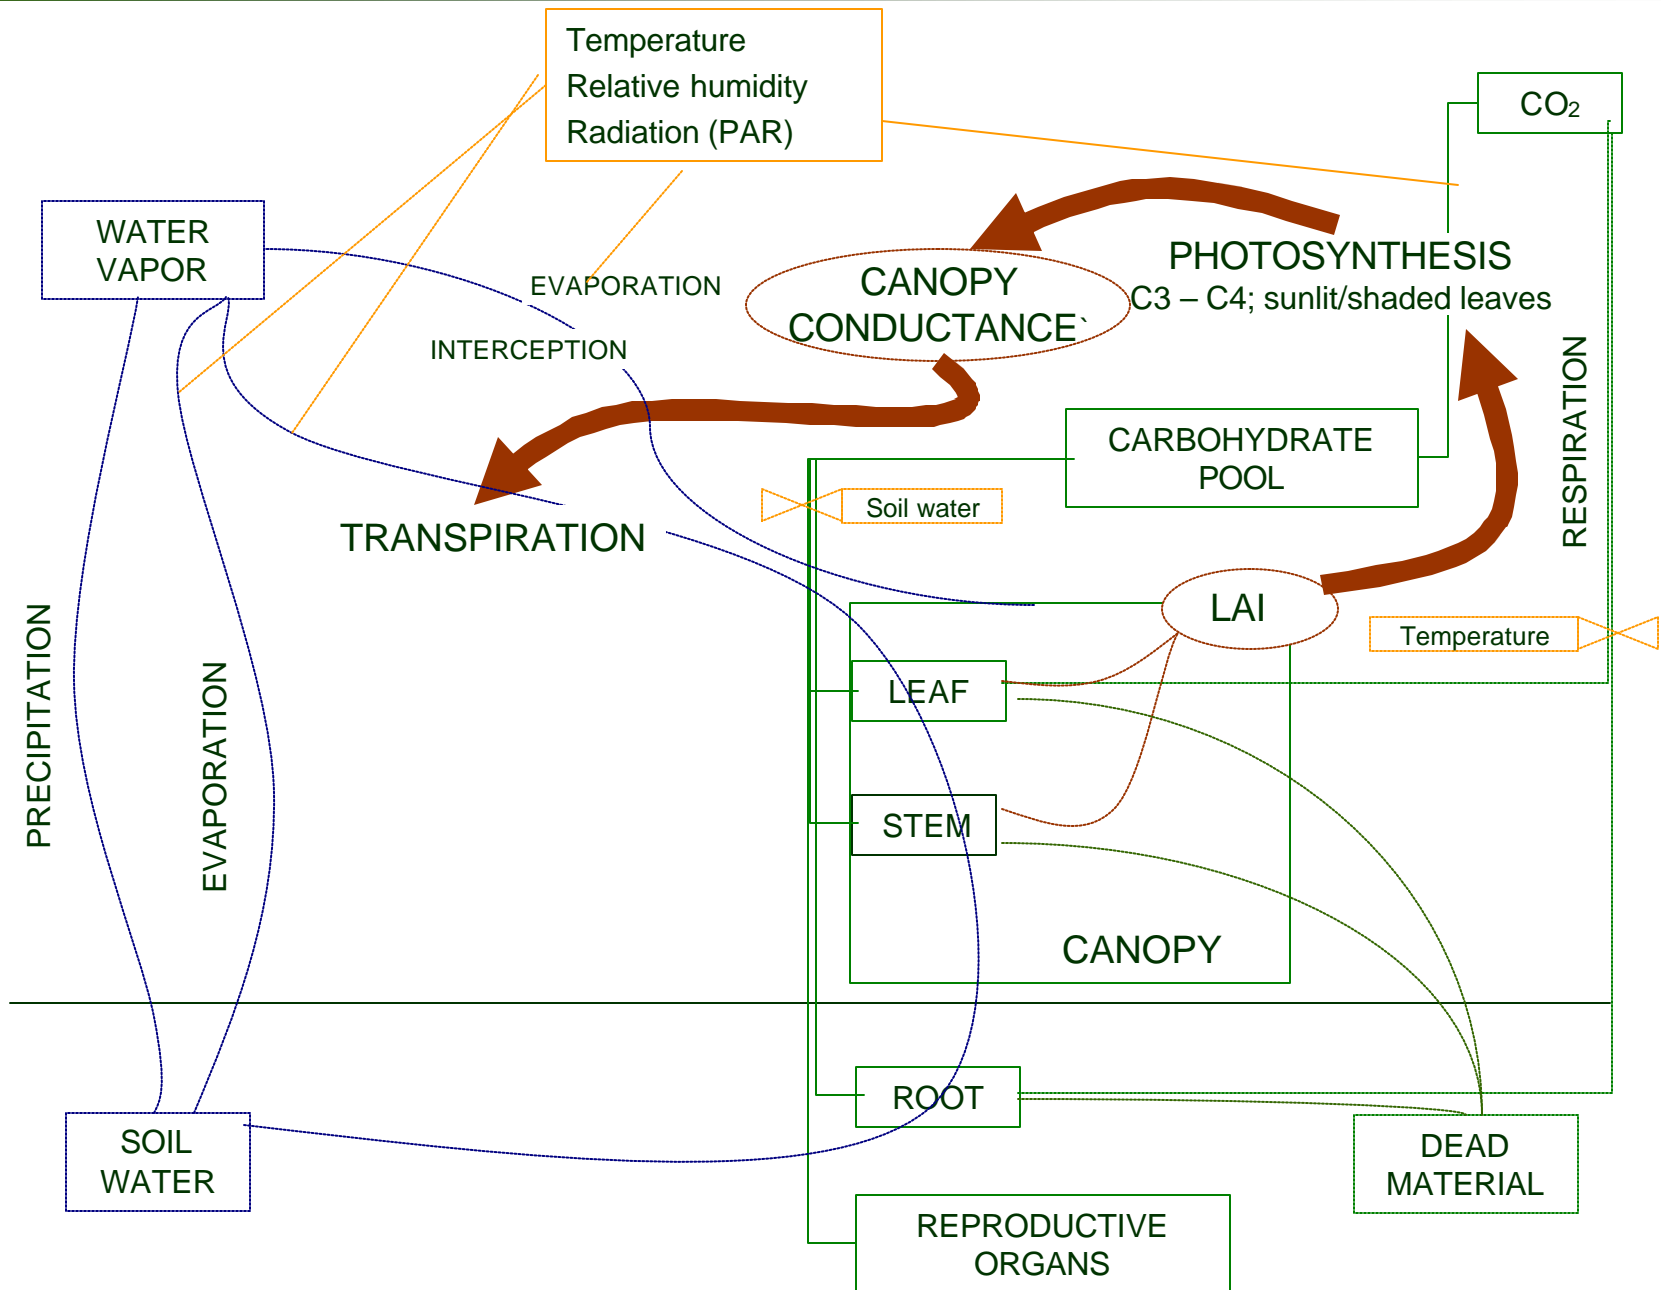 Temperature
Relative humidity
Radiation (PAR)
CO₂
WATER
VAPOR
EVAPORATION
INTERCEPTION
CANOPY
CONDUCTANCE`
PHOTOSYNTHESIS
C3 – C4; sunlit/shaded leaves
RESPIRATION
CARBOHYDRATE
POOL
Soil water
TRANSPIRATION
LAI
Temperature
PRECIPITATION
EVAPORATION
LEAF
STEM
CANOPY
ROOT
SOIL
WATER
DEAD
MATERIAL
REPRODUCTIVE
ORGANS